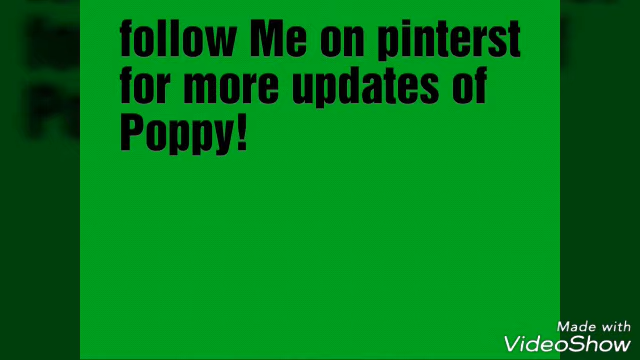 follow Me on pinterst
for more updates of
Poppy!
Made with
VideoShow